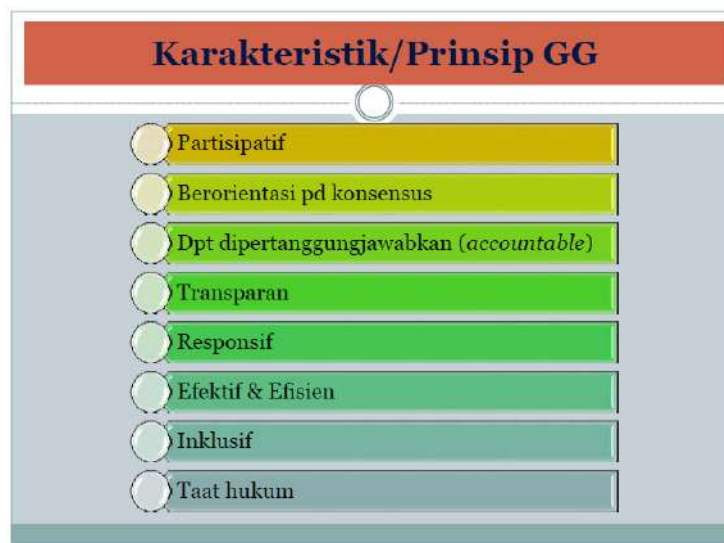 Karakteristik/Prinsip GG
Partisipatif
Berorientasi pd konsensus
Dpt dipertanggungjawabkan (accountable)
Transparan
Responsif
Efektif & Efisien
Inklusif
Taat hukum